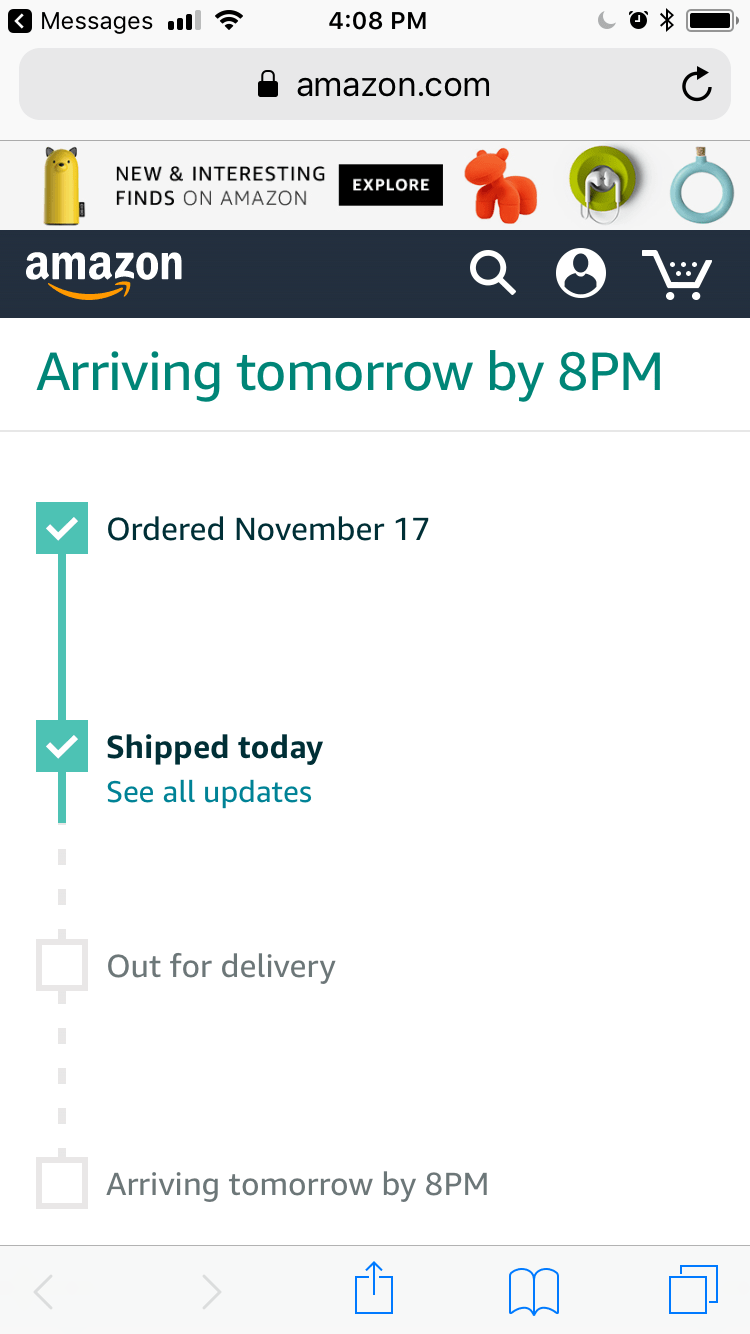 Messages 4:08 PM
amazon.com
NEW & INTERESTING
FINDS ON AMAZON
EXPLORE
amazon
Arriving tomorrow by 8PM
Ordered November 17
Shipped today
See all updates
Out for delivery
Arriving tomorrow by 8PM